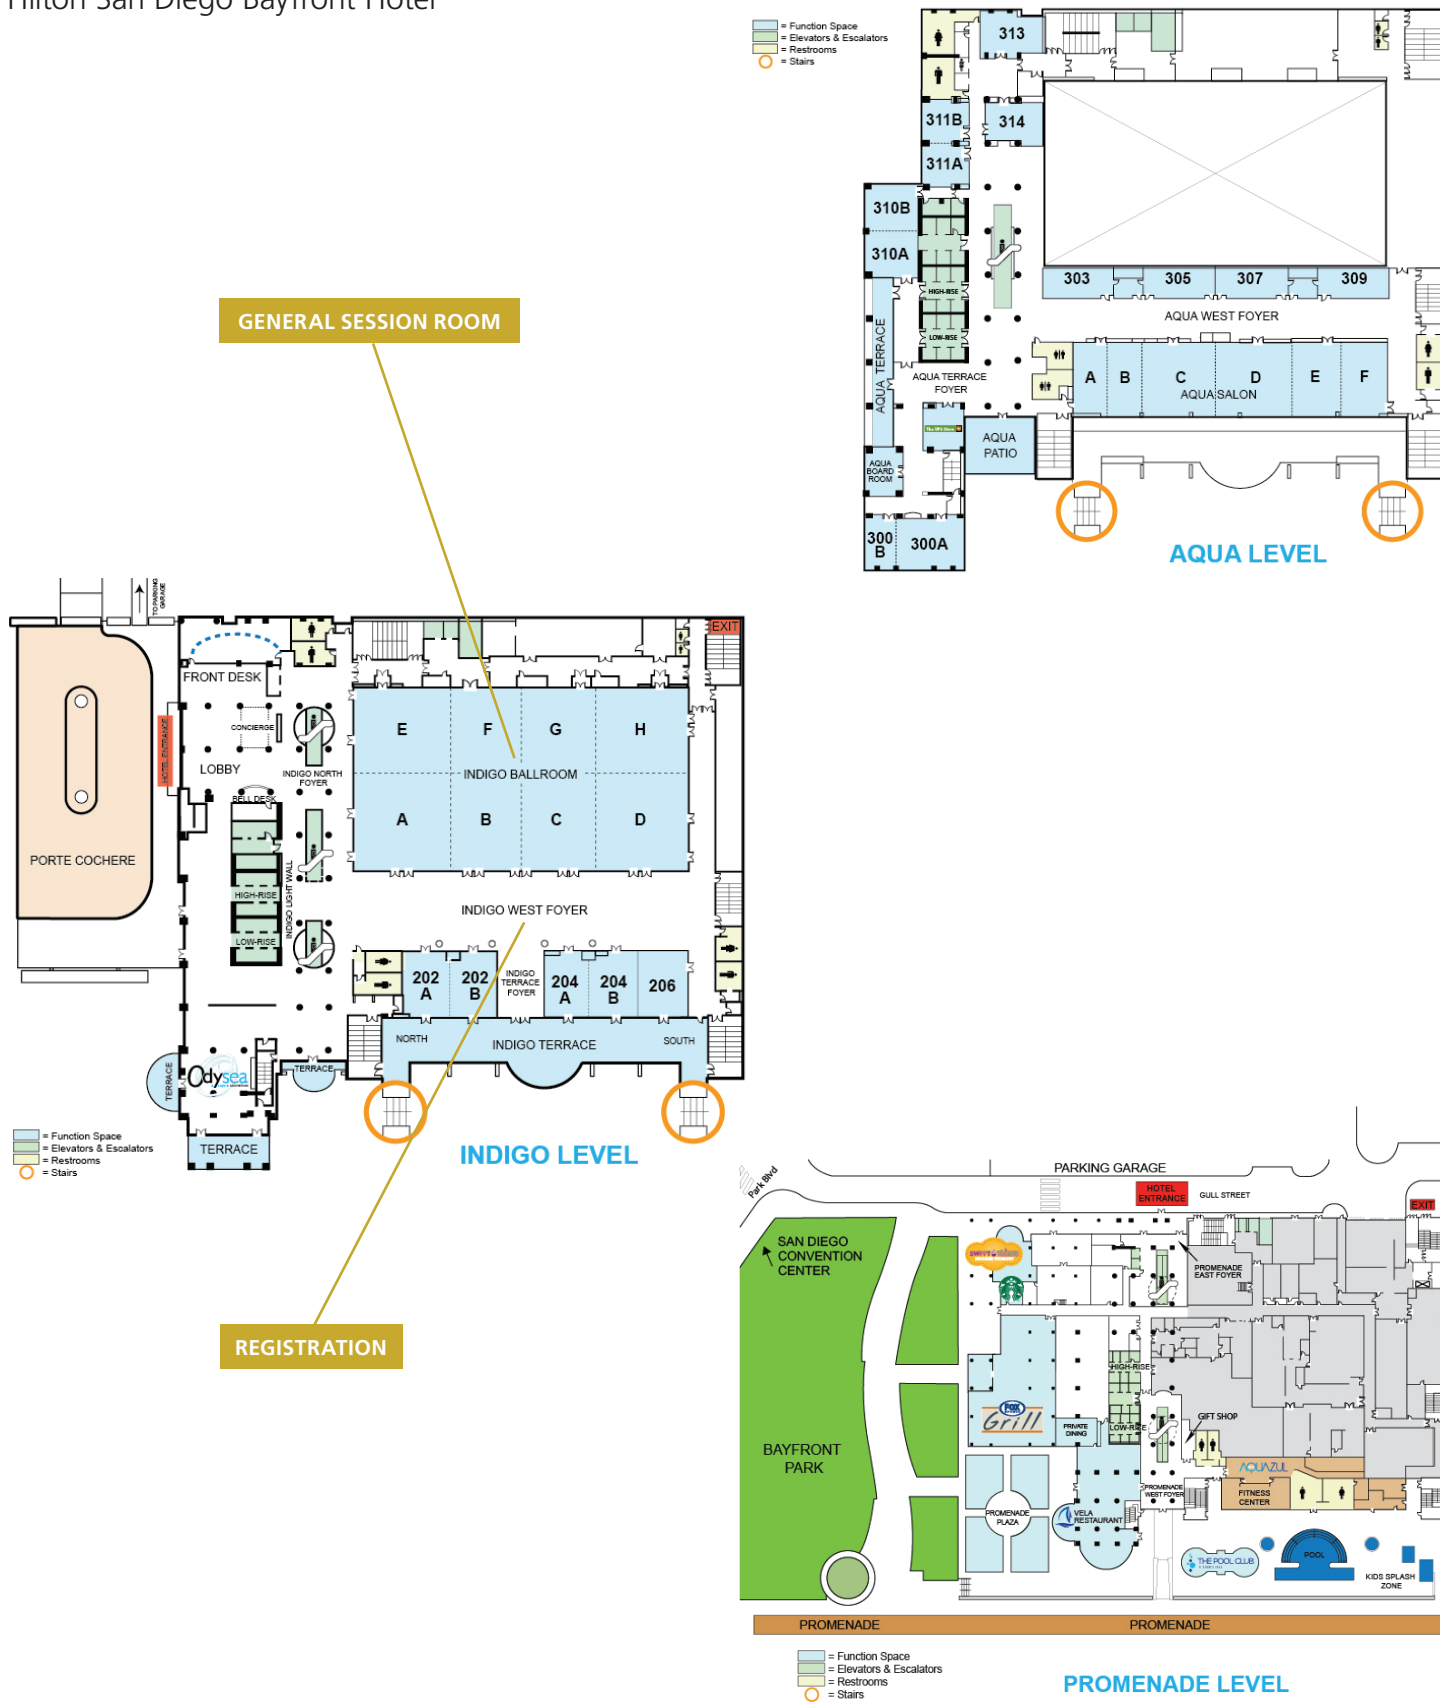 Hilton San Diego Bayfront Hotel
= Function Space
= Elevators & Escalators
= Restrooms
= Stairs
313
311B
314
311A
310B
310A
HIGH-RISE
LOW-RISE
303
305
307
309
AQUA WEST FOYER
AQUA TERRACE
AQUA TERRACE
FOYER
A
B
C
D
E
F
AQUA SALON
AQUA
PATIO
AQUA
BOARD
ROOM
300
B
300A
AQUA LEVEL
GENERAL SESSION ROOM
TO PARKING
GARAGE
EXIT
FRONT DESK
CONCIERGE
HOTEL ENTRANCE
LOBBY
INDIGO NORTH
FOYER
BELL DESK
PORTE COCHERE
INDIGO LIGHT WALL
HIGH-RISE
LOW-RISE
E
F
G
H
INDIGO BALLROOM
A
B
C
D
INDIGO WEST FOYER
202
A
202
B
INDIGO
TERRACE
FOYER
204
A
204
B
206
NORTH
INDIGO TERRACE
SOUTH
TERRACE
Odysea
TERRACE
TERRACE
= Function Space
= Elevators & Escalators
= Restrooms
= Stairs
INDIGO LEVEL
REGISTRATION
PARKING GARAGE
Park Blvd
HOTEL
ENTRANCE
GULL STREET
EXIT
SAN DIEGO
CONVENTION
CENTER
PROMENADE
EAST FOYER
HIGH-RISE
FOX
Grill
PRIVATE
DINING
LOW-RISE
GIFT SHOP
BAYFRONT
PARK
AQUAZUL
FITNESS
CENTER
PROMENADE
WEST FOYER
PROMENADE
PLAZA
VELA
RESTAURANT
THE POOL CLUB
POOL
KIDS SPLASH
ZONE
PROMENADE
PROMENADE
= Function Space
= Elevators & Escalators
= Restrooms
= Stairs
PROMENADE LEVEL